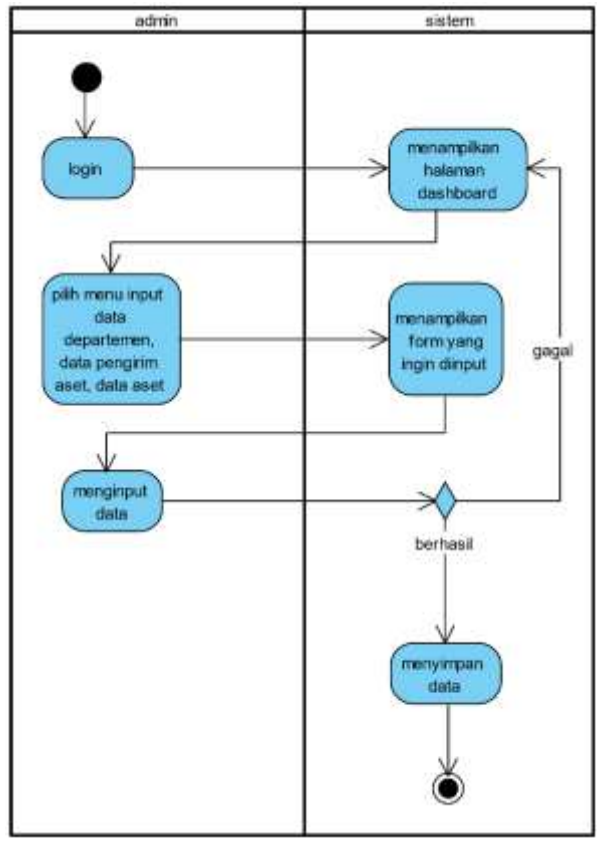 admin
sistem
login
menampilkan
halaman
dashboard
pilih menu input
data
departemen,
data pengirim
aset, data aset
menampilkan
form yang
ingin diinput
gagal
menginput
data
berhasil
menyimpan
data